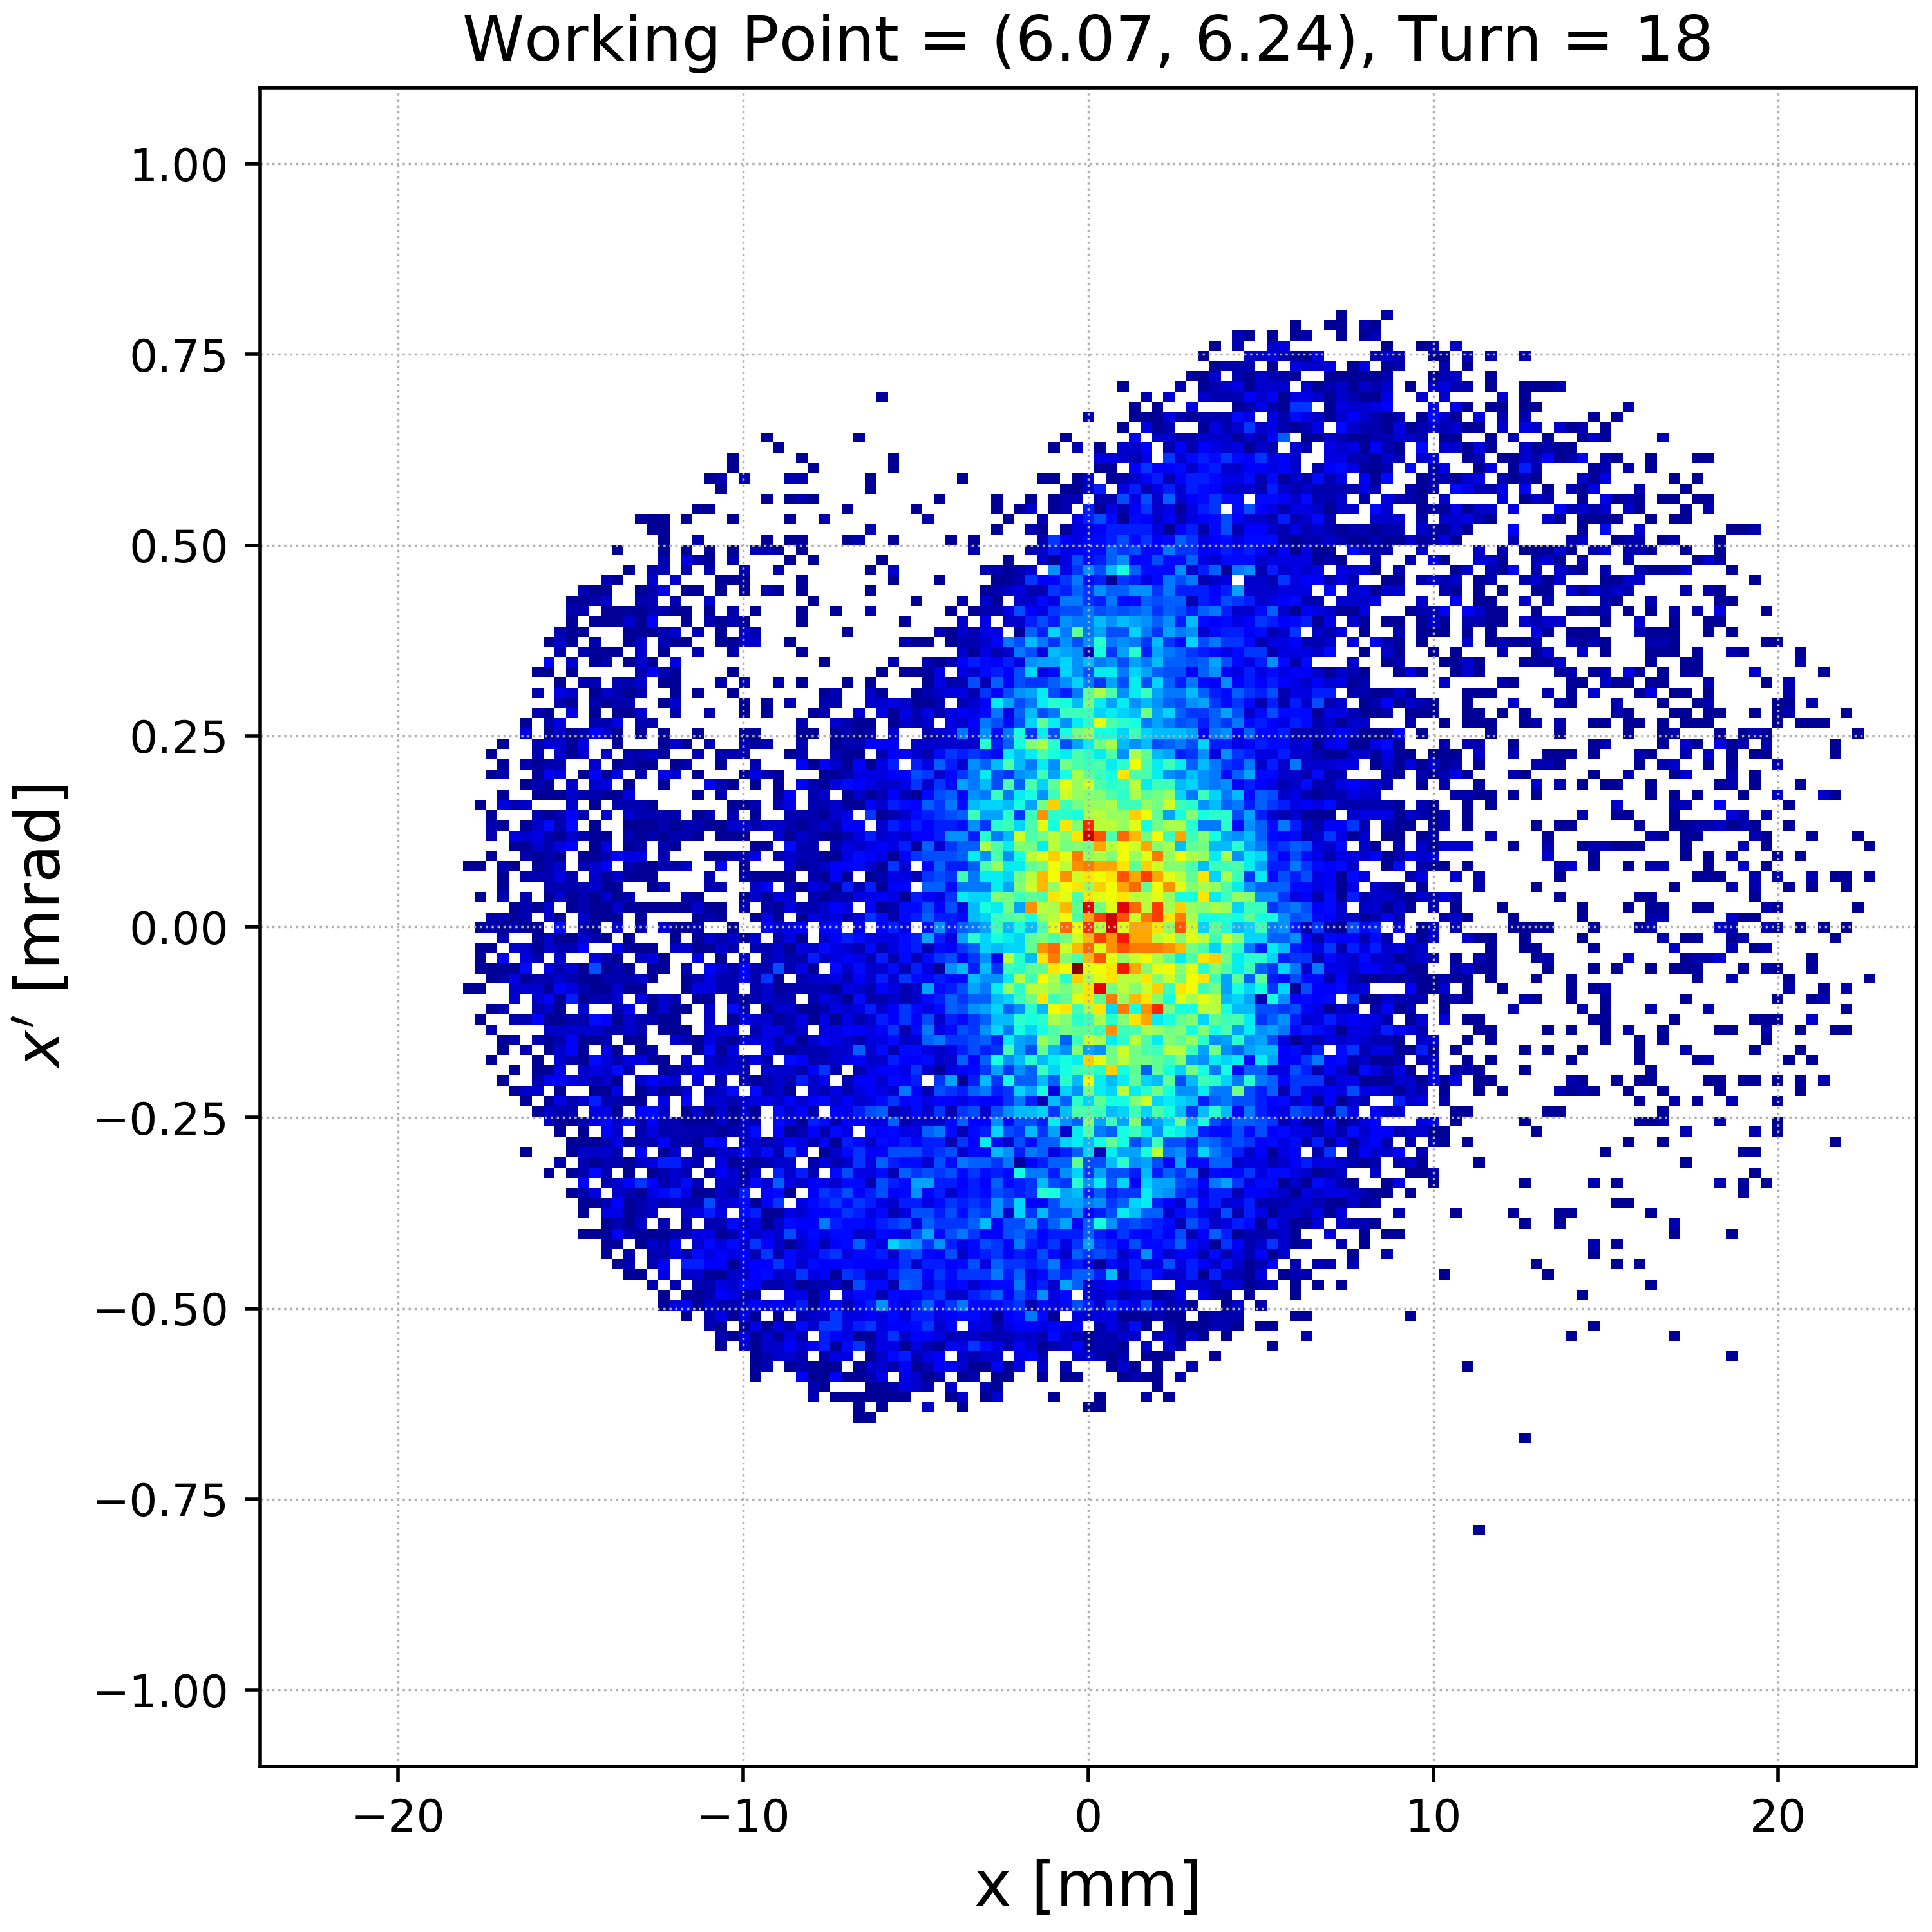 Working Point = (6.07, 6.24), Turn = 18
1.00
0.75
0.50
0.25
0.00
−0.25
−0.50
−0.75
−1.00
x′ [mrad]
−20 −10 0 10 20
x [mm]